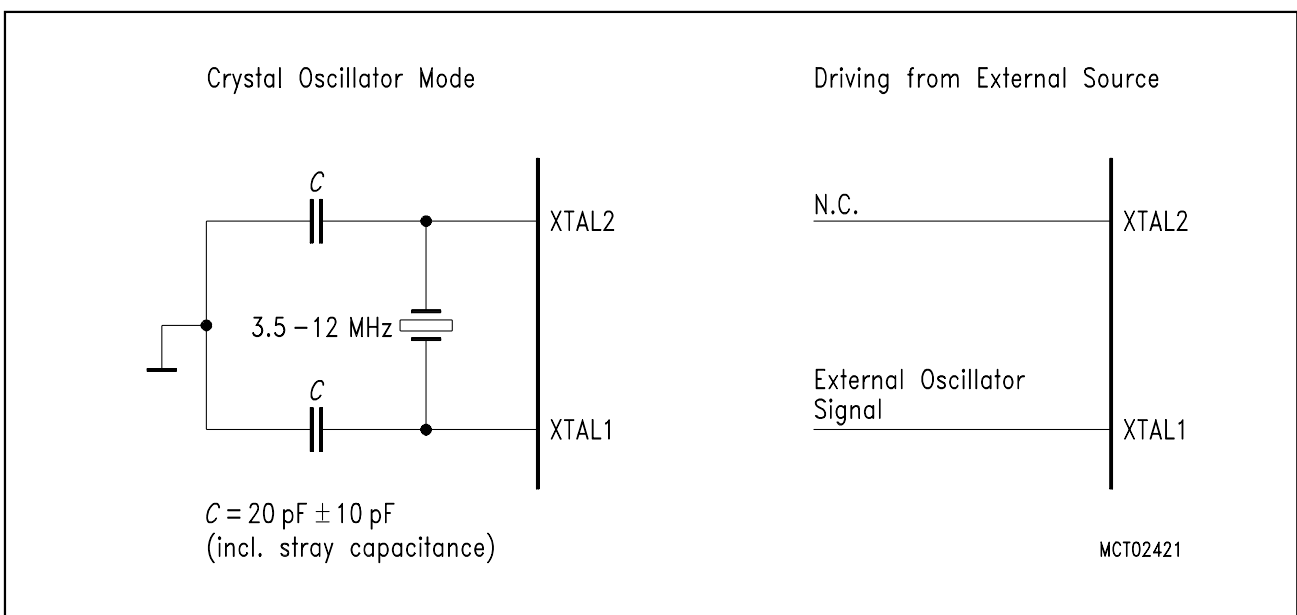 Crystal Oscillator Mode
C
XTAL2
3.5 – 12 MHz
C
XTAL1
C = 20 pF ± 10 pF
(incl. stray capacitance)
Driving from External Source
N.C.
XTAL2
External Oscillator
Signal
XTAL1
MCT02421